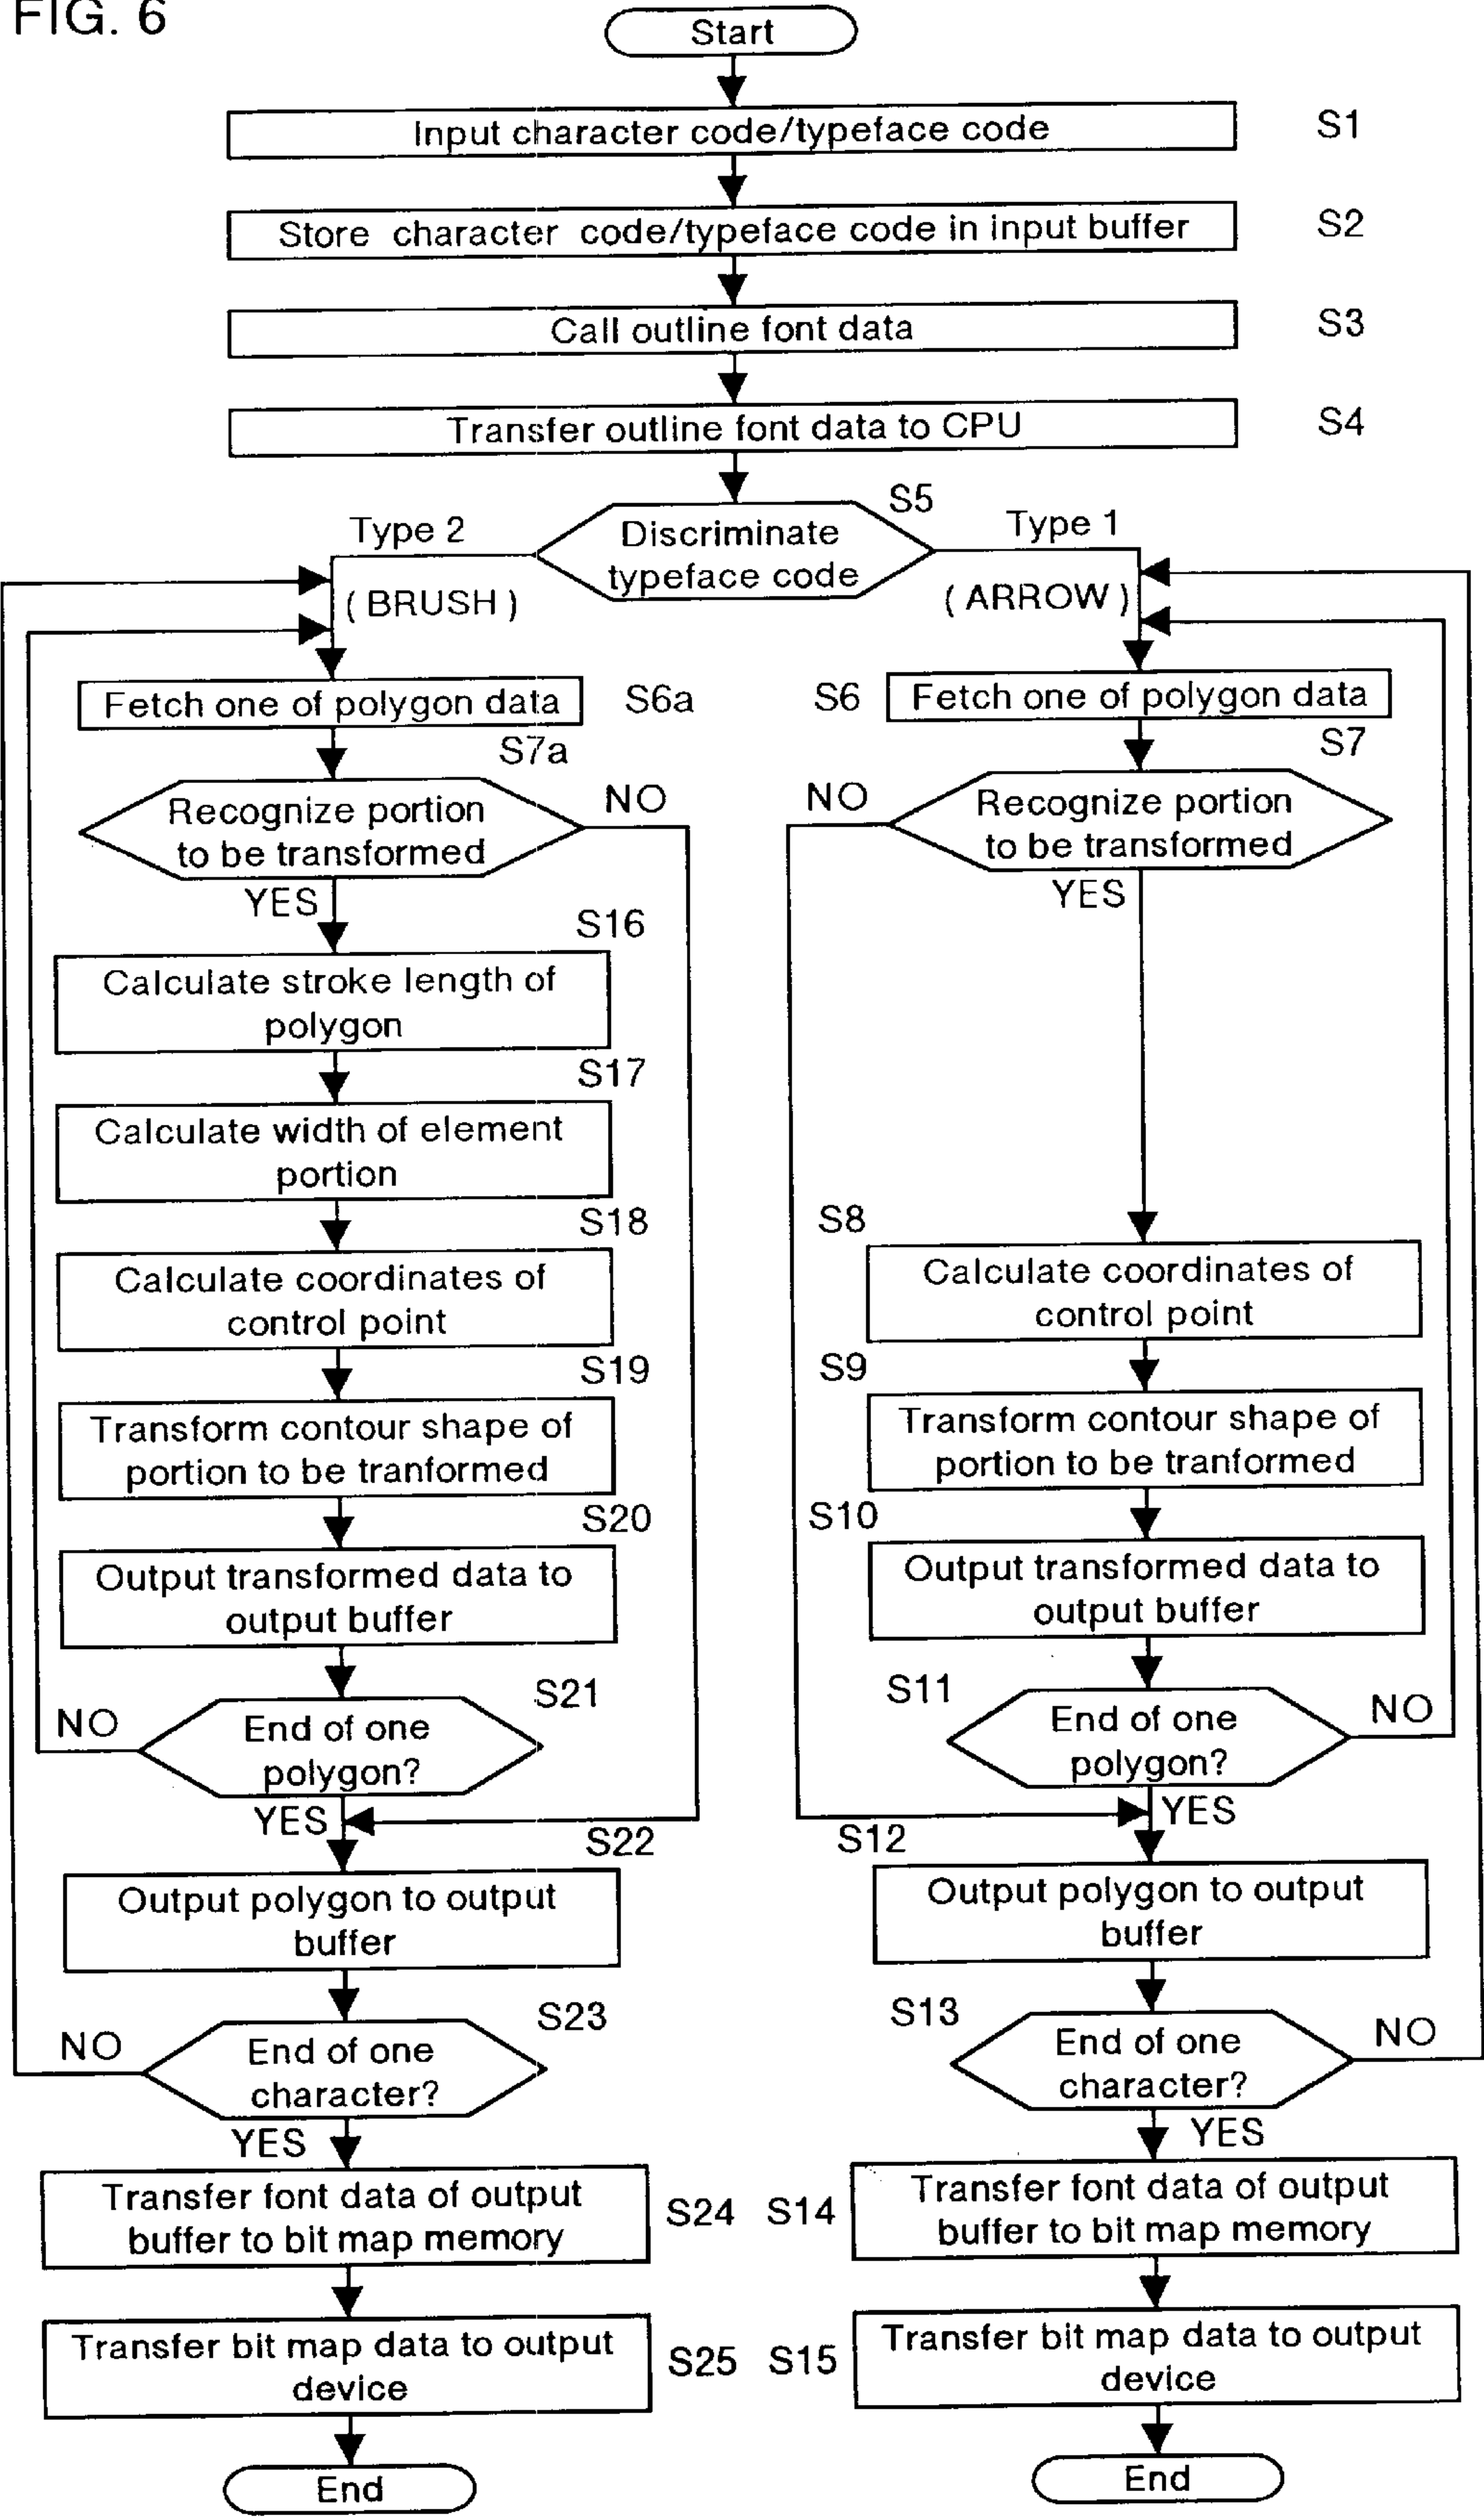 FIG. 6
Start
Input character code/typeface code
S1
Store character code/typeface code in input buffer
S2
Call outline font data
S3
Transfer outline font data to CPU
S4
S5
Discriminate
typeface code
Type 2
( BRUSH )
Type 1
( ARROW )
Fetch one of polygon data
S6a
S7a
Recognize portion
to be transformed
NO
YES
S16
Calculate stroke length of
polygon
S17
Calculate width of element
portion
S18
Calculate coordinates of
control point
S19
Transform contour shape of
portion to be tranformed
S20
Output transformed data to
output buffer
S21
End of one
polygon?
NO
YES
S22
Output polygon to output
buffer
S23
End of one
character?
NO
YES
Transfer font data of output
buffer to bit map memory
S24
Transfer bit map data to output
device
S25
End
S6
Fetch one of polygon data
S7
Recognize portion
to be transformed
NO
YES
S8
Calculate coordinates of
control point
S9
Transform contour shape of
portion to be tranformed
S10
Output transformed data to
output buffer
S11
End of one
polygon?
NO
YES
S12
Output polygon to output
buffer
S13
End of one
character?
NO
YES
S14
Transfer font data of output
buffer to bit map memory
S15
Transfer bit map data to output
device
End